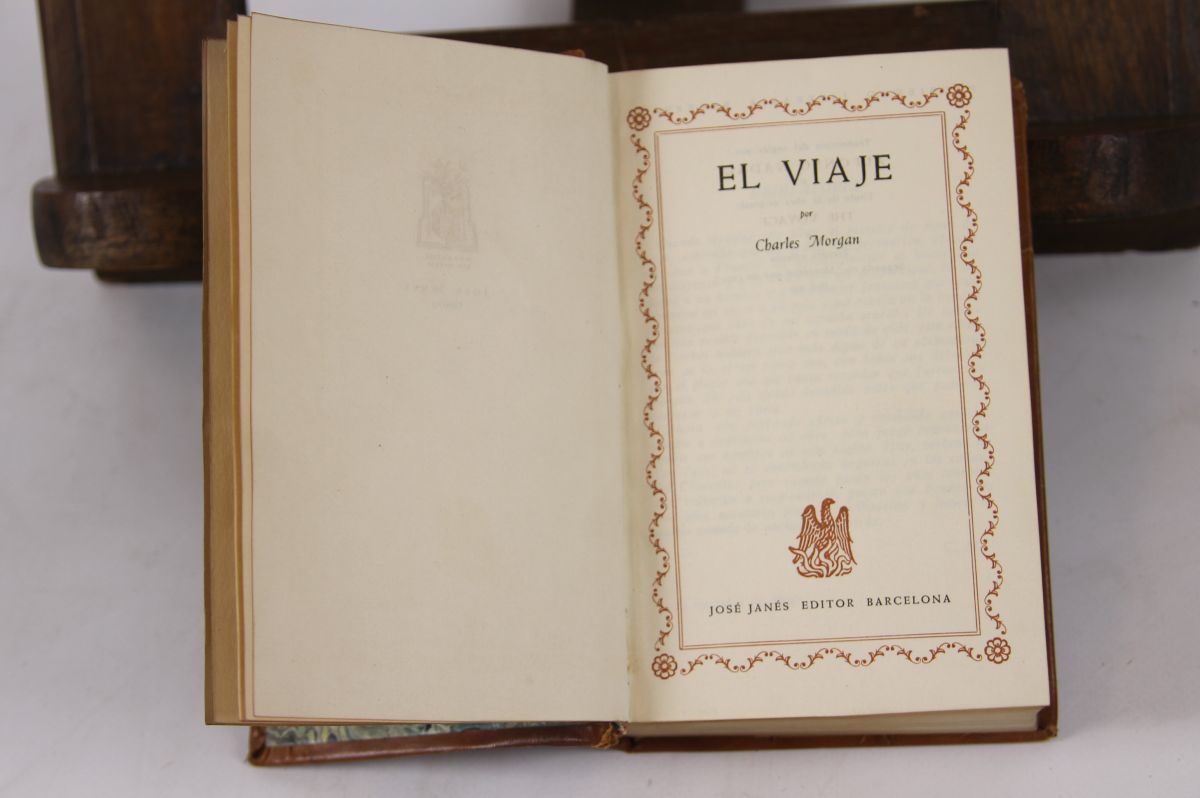 EL VIAJE
por
Charles Morgan
JOSÉ JANÉS EDITOR BARCELONA